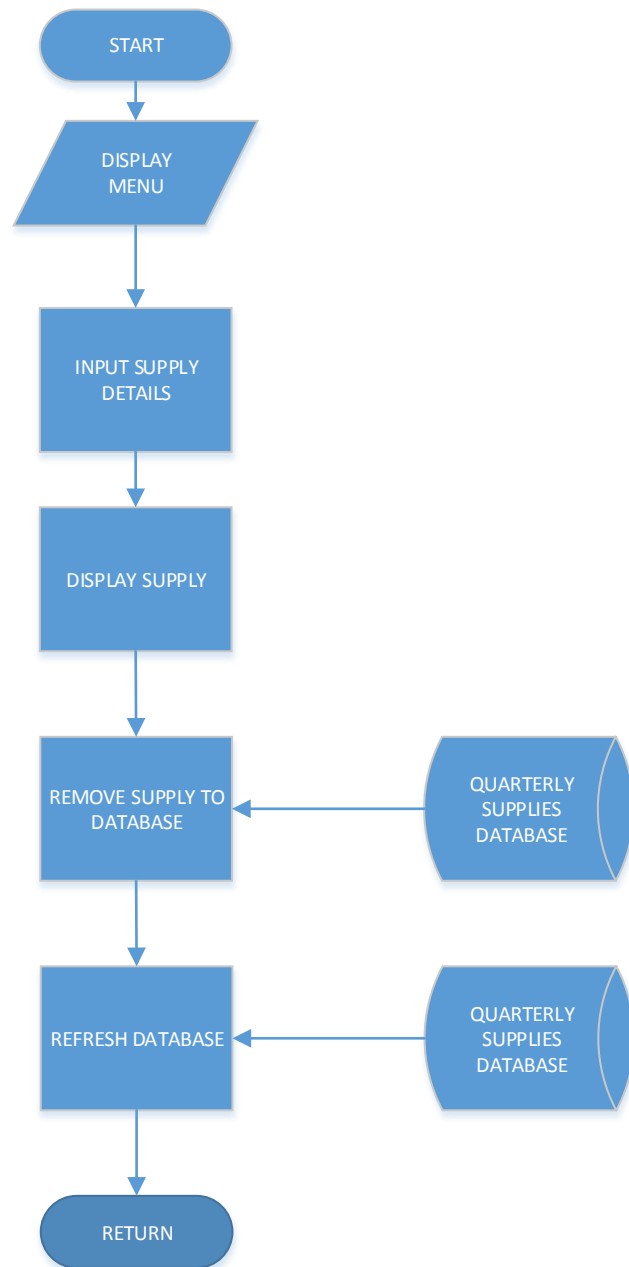 START
DISPLAY
MENU
INPUT SUPPLY
DETAILS
DISPLAY SUPPLY
REMOVE SUPPLY TO
DATABASE
QUARTERLY
SUPPLIES
DATABASE
REFRESH DATABASE
QUARTERLY
SUPPLIES
DATABASE
RETURN